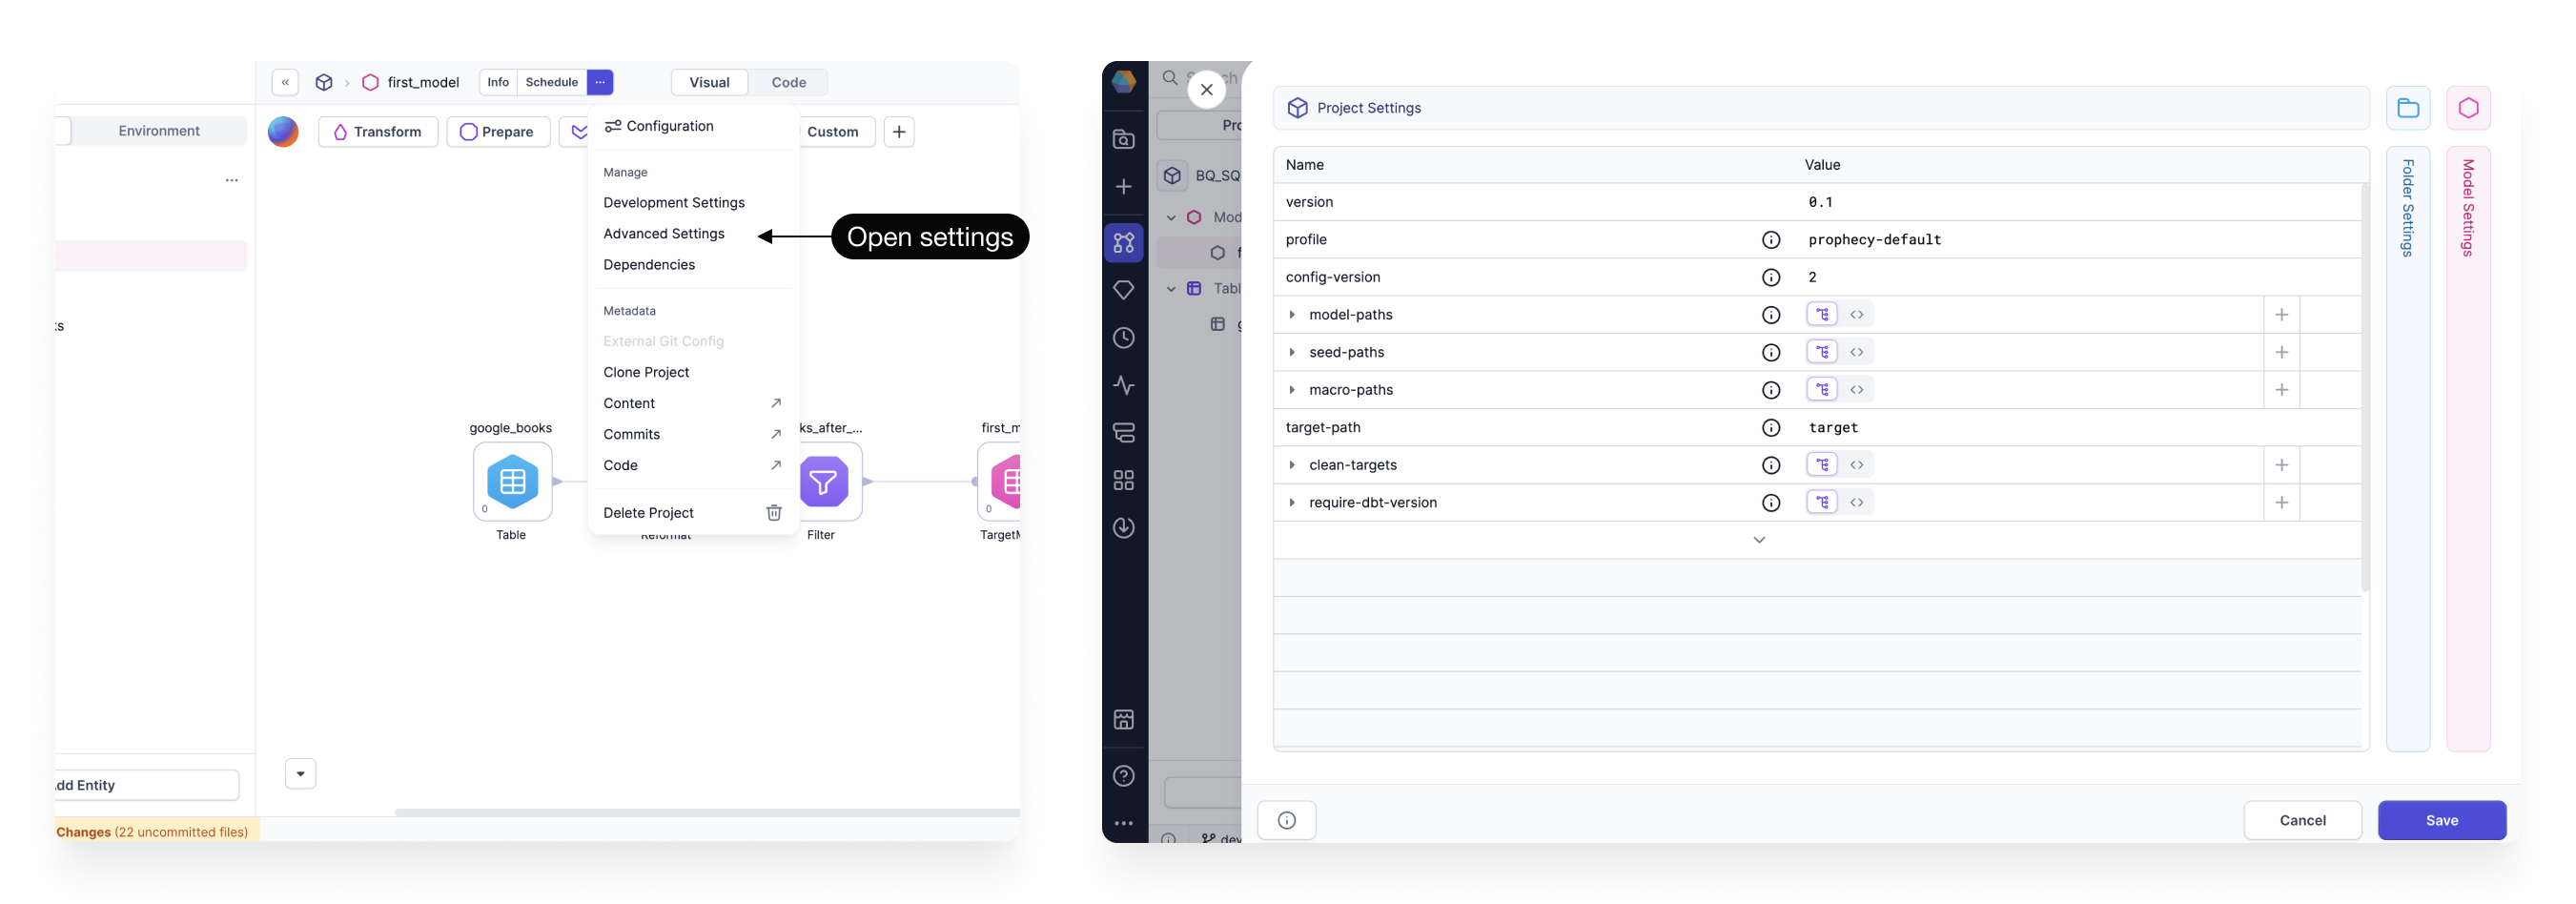 first_model
Info
Schedule
Visual
Code
Environment
Transform
Prepare
Custom
Configuration
Manage
Development Settings
Advanced Settings
Dependencies
Open settings
Metadata
External Git Config
Clone Project
Content
Commits
Code
Delete Project
google_books
ks_after_...
first_m
0
0
Table
Reformat
Filter
TargetM
ks
dd Entity
Changes (22 uncommitted files)
Search
Pro
BQ_SQ
Mod
f
Tabl
g
dev
Project Settings
Name Value
version 0.1
profile prophecy-default
config-version 2
model-paths
seed-paths
macro-paths
target-path target
clean-targets
require-dbt-version
Folder Settings
Model Settings
Cancel
Save